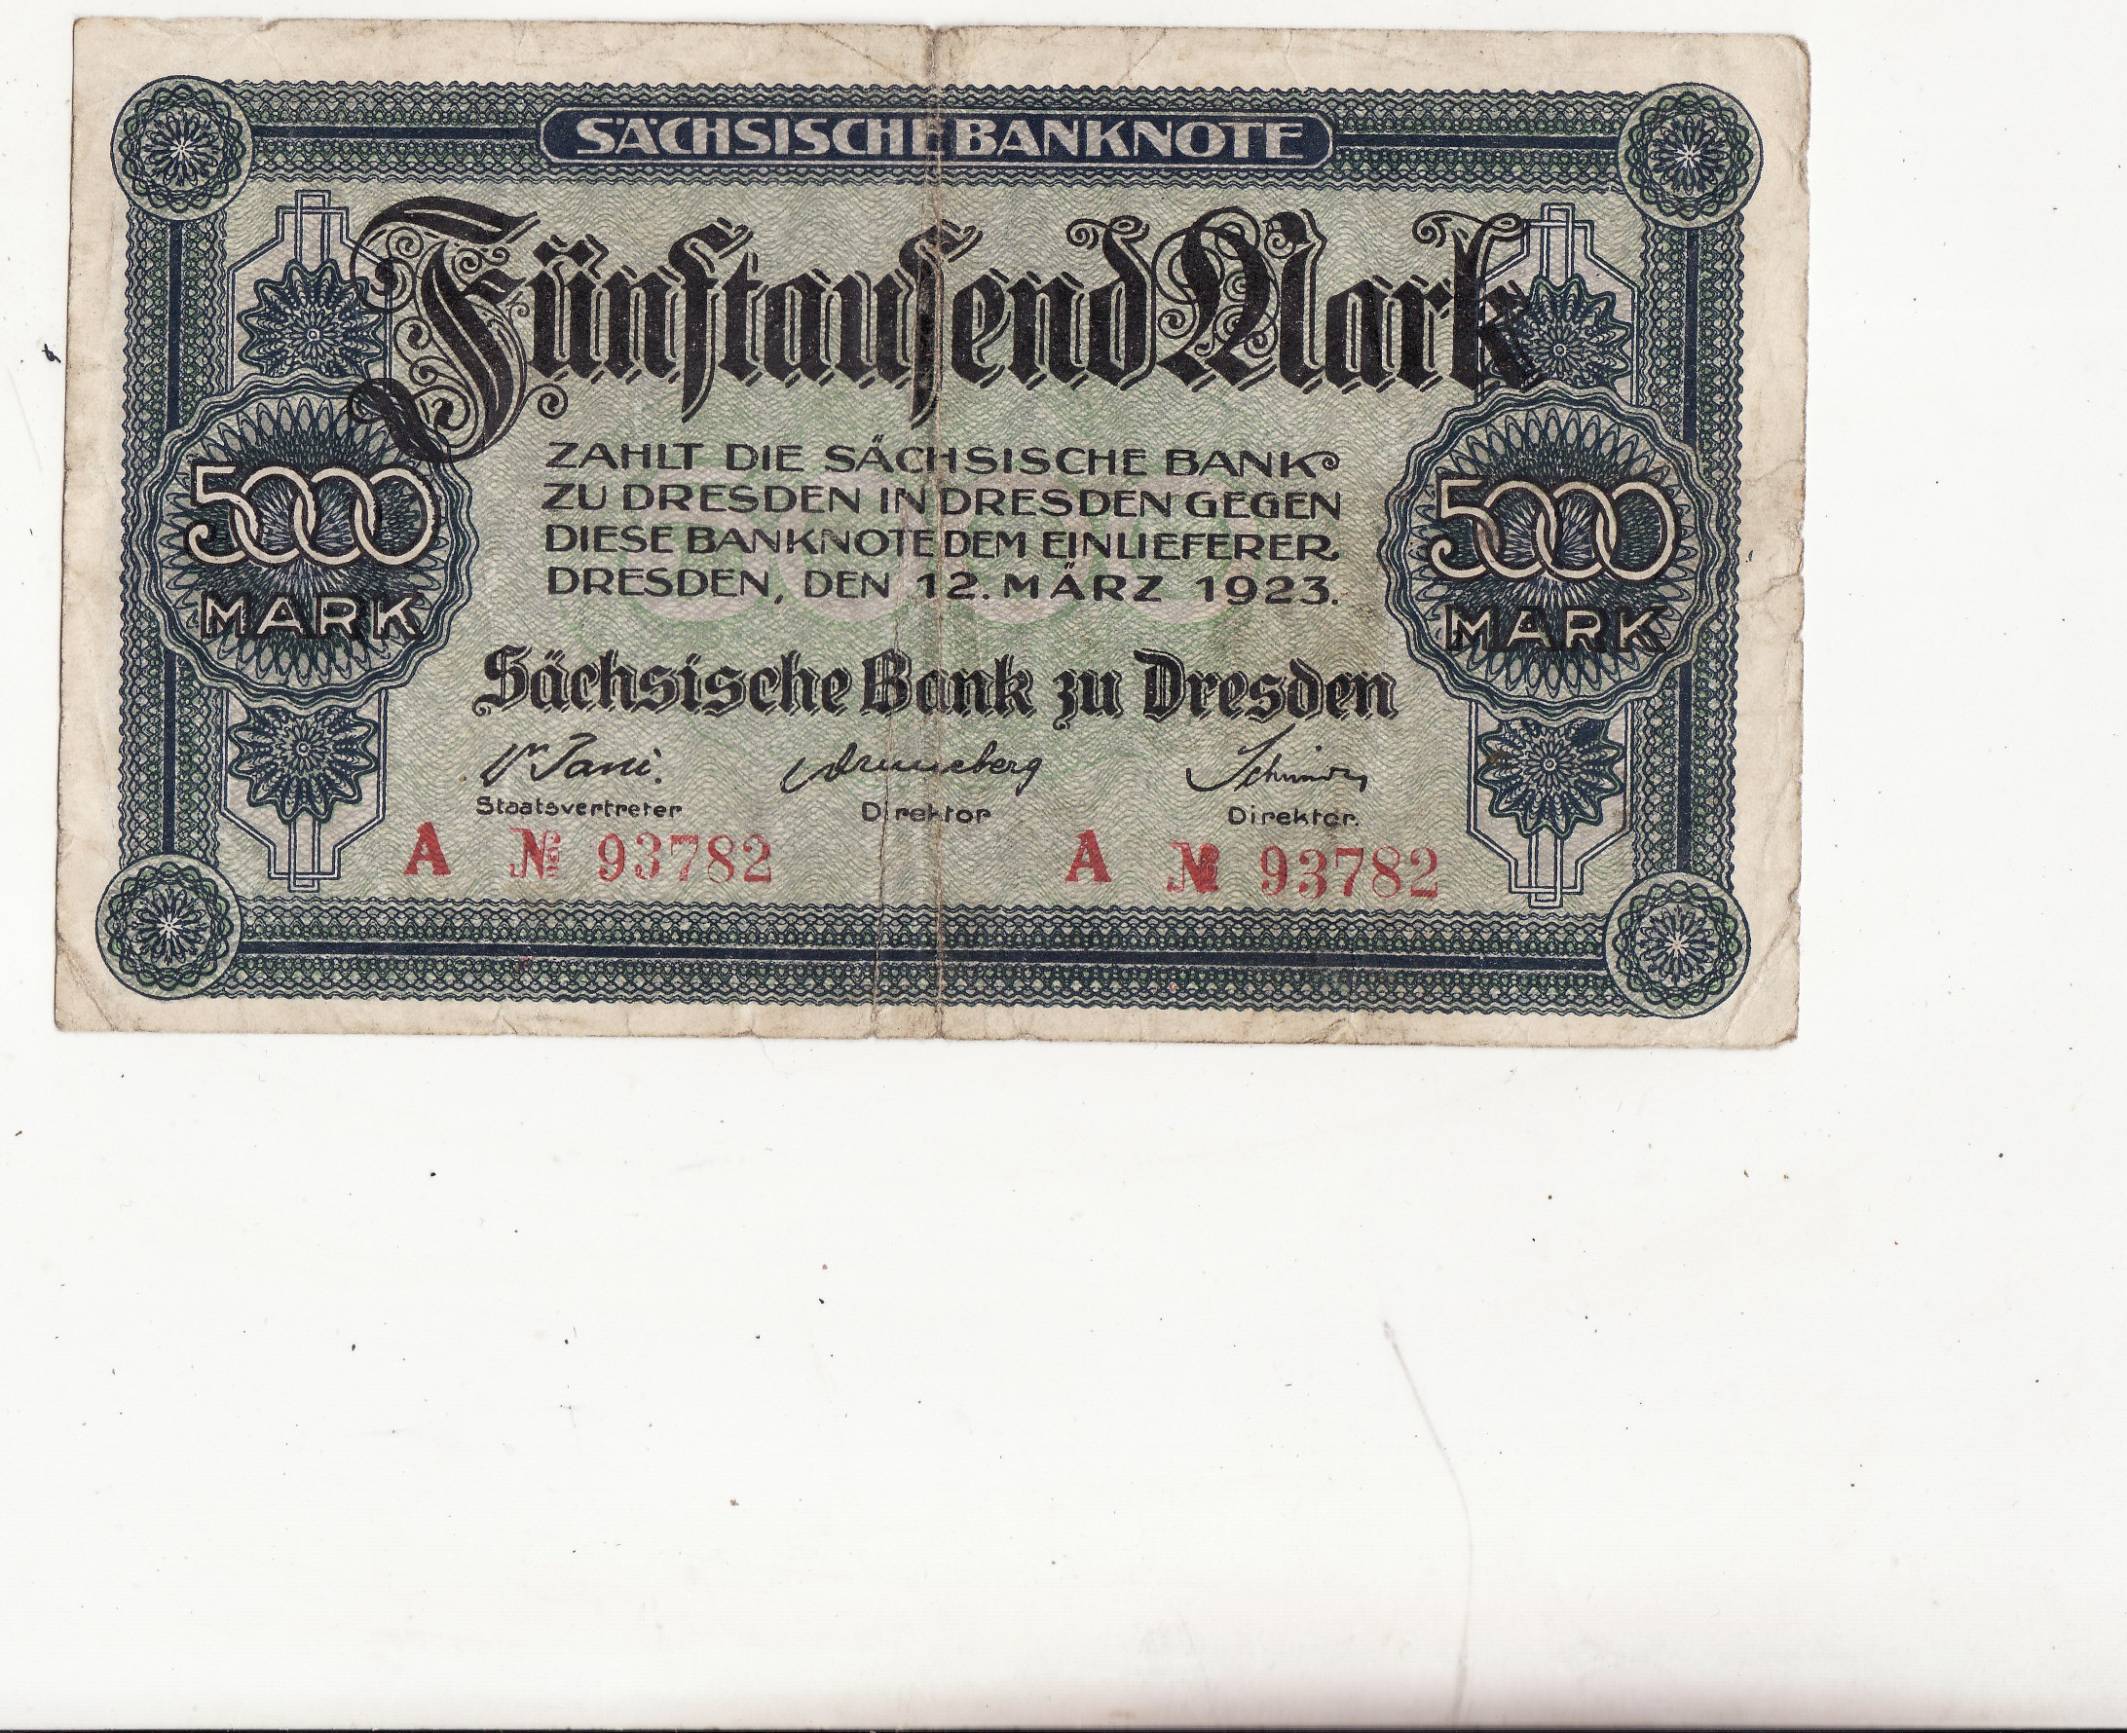 SÄCHSISCHE BANKNOTE
Fünftausend Mark
ZAHLT DIE SÄCHSISCHE BANK
ZU DRESDEN IN DRESDEN GEGEN
DIESE BANKNOTE DEM EINLIEFERER
DRESDEN, DEN 12. MÄRZ 1923.
5000
MARK
5000
MARK
Sächsische Bank zu Dresden
Staatsvertreter Direktor Direktor.
A № 93782 A № 93782